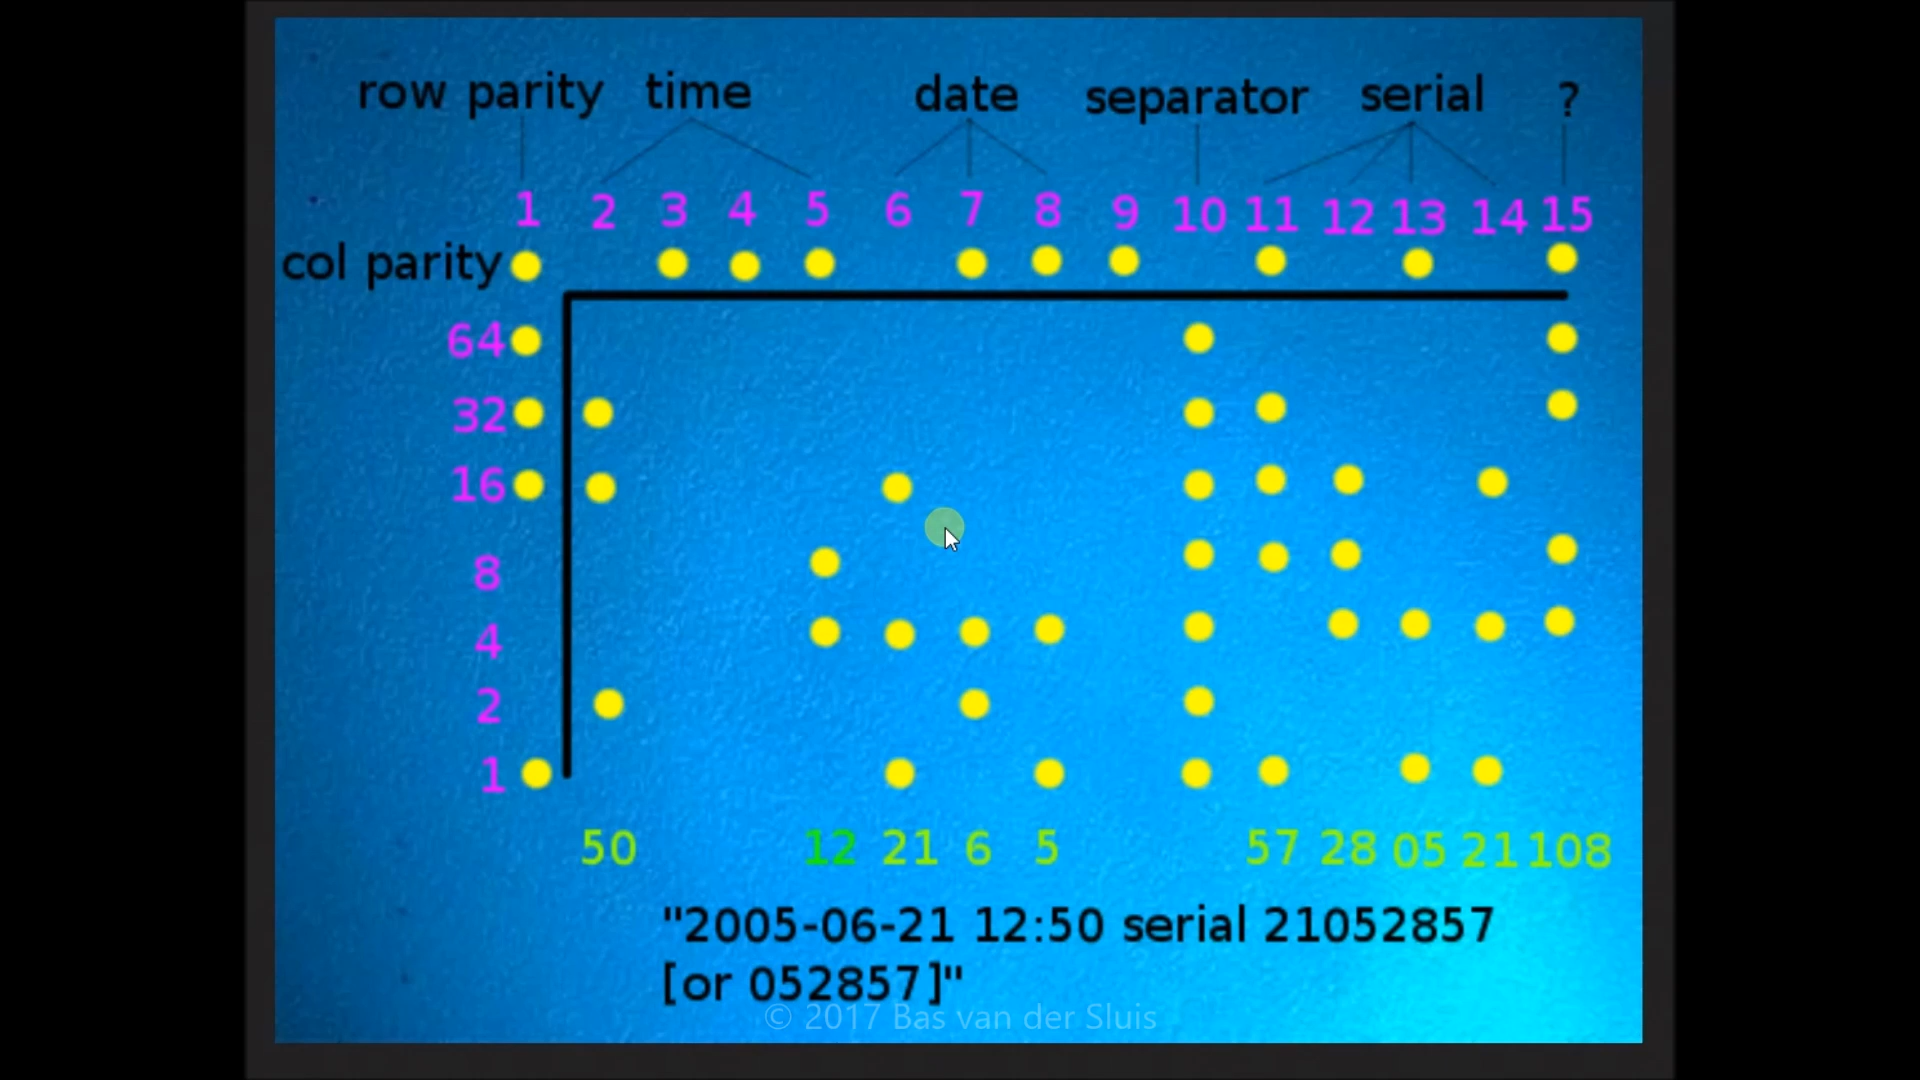 row parity time date separator serial ?
1 2 3 4 5 6 7 8 9 10 11 12 13 14 15
col parity
64
32
16
8
4
2
1
50 12 21 6 5 57 28 05 21 108
"2005-06-21 12:50 serial 21052857
[or 052857]"
© 2017 Bas van der Sluis